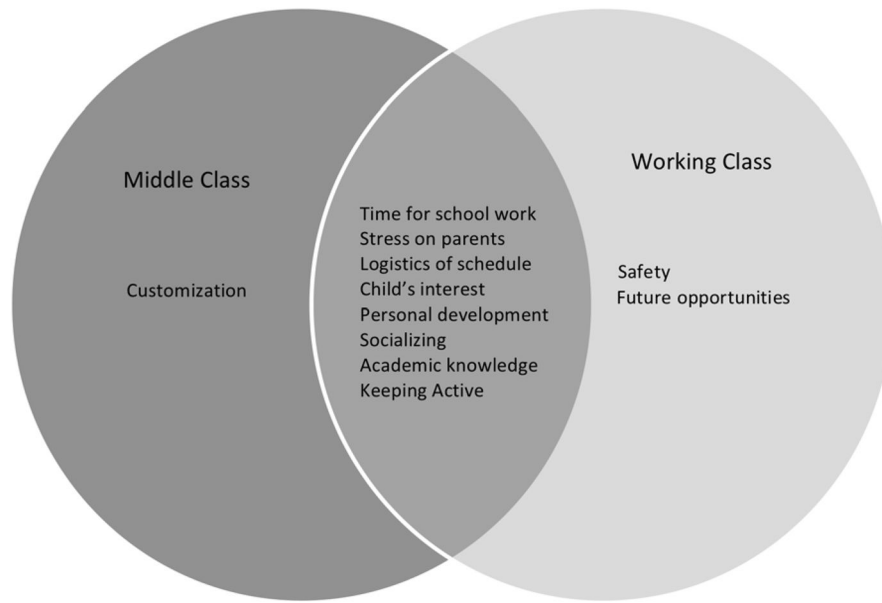 Middle Class
Customization
Time for school work
Stress on parents
Logistics of schedule
Child's interest
Personal development
Socializing
Academic knowledge
Keeping Active
Working Class
Safety
Future opportunities